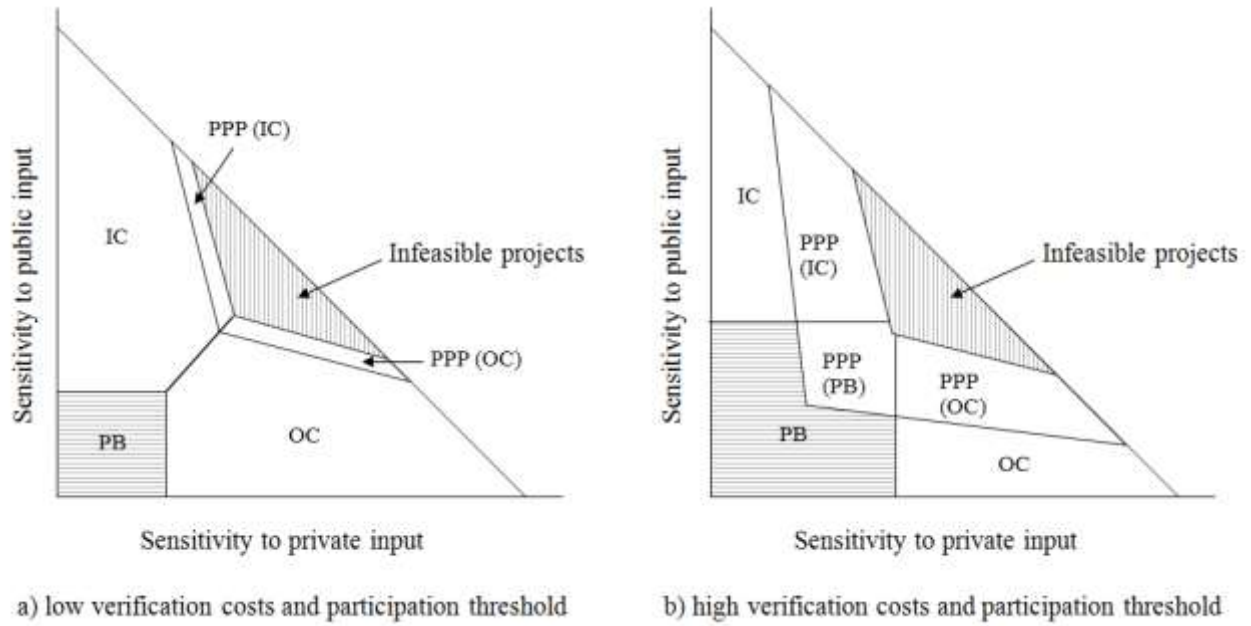 Sensitivity to public input
PPP (IC)
IC
Infeasible projects
PPP (OC)
PB
OC
Sensitivity to private input
a) low verification costs and participation threshold
Sensitivity to public input
IC
PPP
(IC)
Infeasible projects
PPP
(PB)
PPP
(OC)
PB
OC
Sensitivity to private input
b) high verification costs and participation threshold